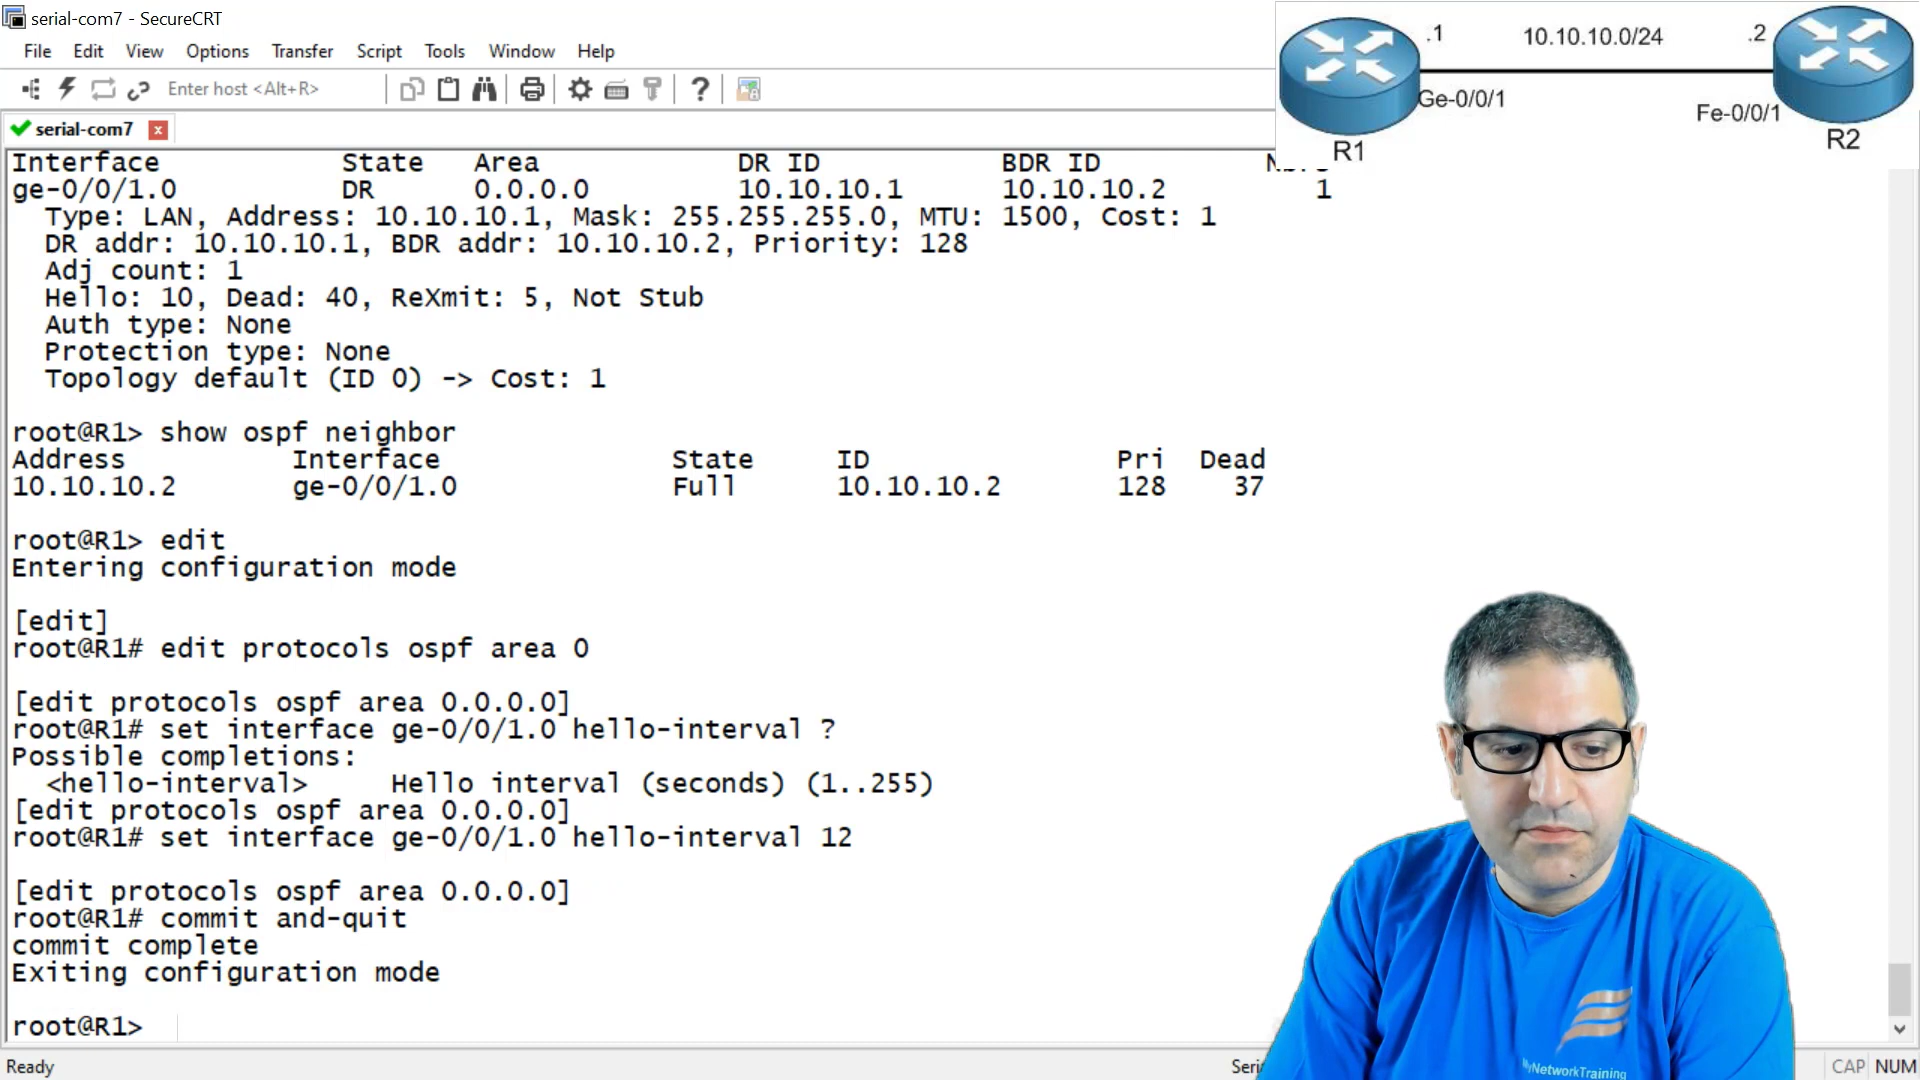 serial-com7 - SecureCRT
File Edit View Options Transfer Script Tools Window Help
Enter host <Alt+R>
serial-com7
.1 10.10.10.0/24 .2
Ge-0/0/1
Fe-0/0/1
R1
R2
Interface State Area DR ID BDR ID
ge-0/0/1.0 DR 0.0.0.0 10.10.10.1 10.10.10.2 1
Type: LAN, Address: 10.10.10.1, Mask: 255.255.255.0, MTU: 1500, Cost: 1
DR addr: 10.10.10.1, BDR addr: 10.10.10.2, Priority: 128
Adj count: 1
Hello: 10, Dead: 40, ReXmit: 5, Not Stub
Auth type: None
Protection type: None
Topology default (ID 0) -> Cost: 1
root@R1> show ospf neighbor
Address Interface State ID Pri Dead
10.10.10.2 ge-0/0/1.0 Full 10.10.10.2 128 37
root@R1> edit
Entering configuration mode
[edit]
root@R1# edit protocols ospf area 0
[edit protocols ospf area 0.0.0.0]
root@R1# set interface ge-0/0/1.0 hello-interval ?
Possible completions:
<hello-interval> Hello interval (seconds) (1..255)
[edit protocols ospf area 0.0.0.0]
root@R1# set interface ge-0/0/1.0 hello-interval 12
[edit protocols ospf area 0.0.0.0]
root@R1# commit and-quit
commit complete
Exiting configuration mode
root@R1>
MyNetworkTraining
Ready CAP NUM